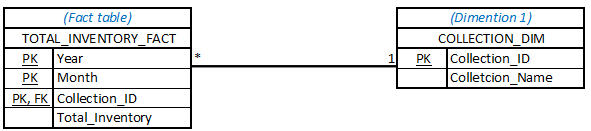 (Fact table)
TOTAL_INVENTORY_FACT
PK Year
PK Month
PK, FK Collection_ID
Total_Inventory
* 1
(Dimention 1)
COLLECTION_DIM
PK Collection_ID
Colletcion_Name